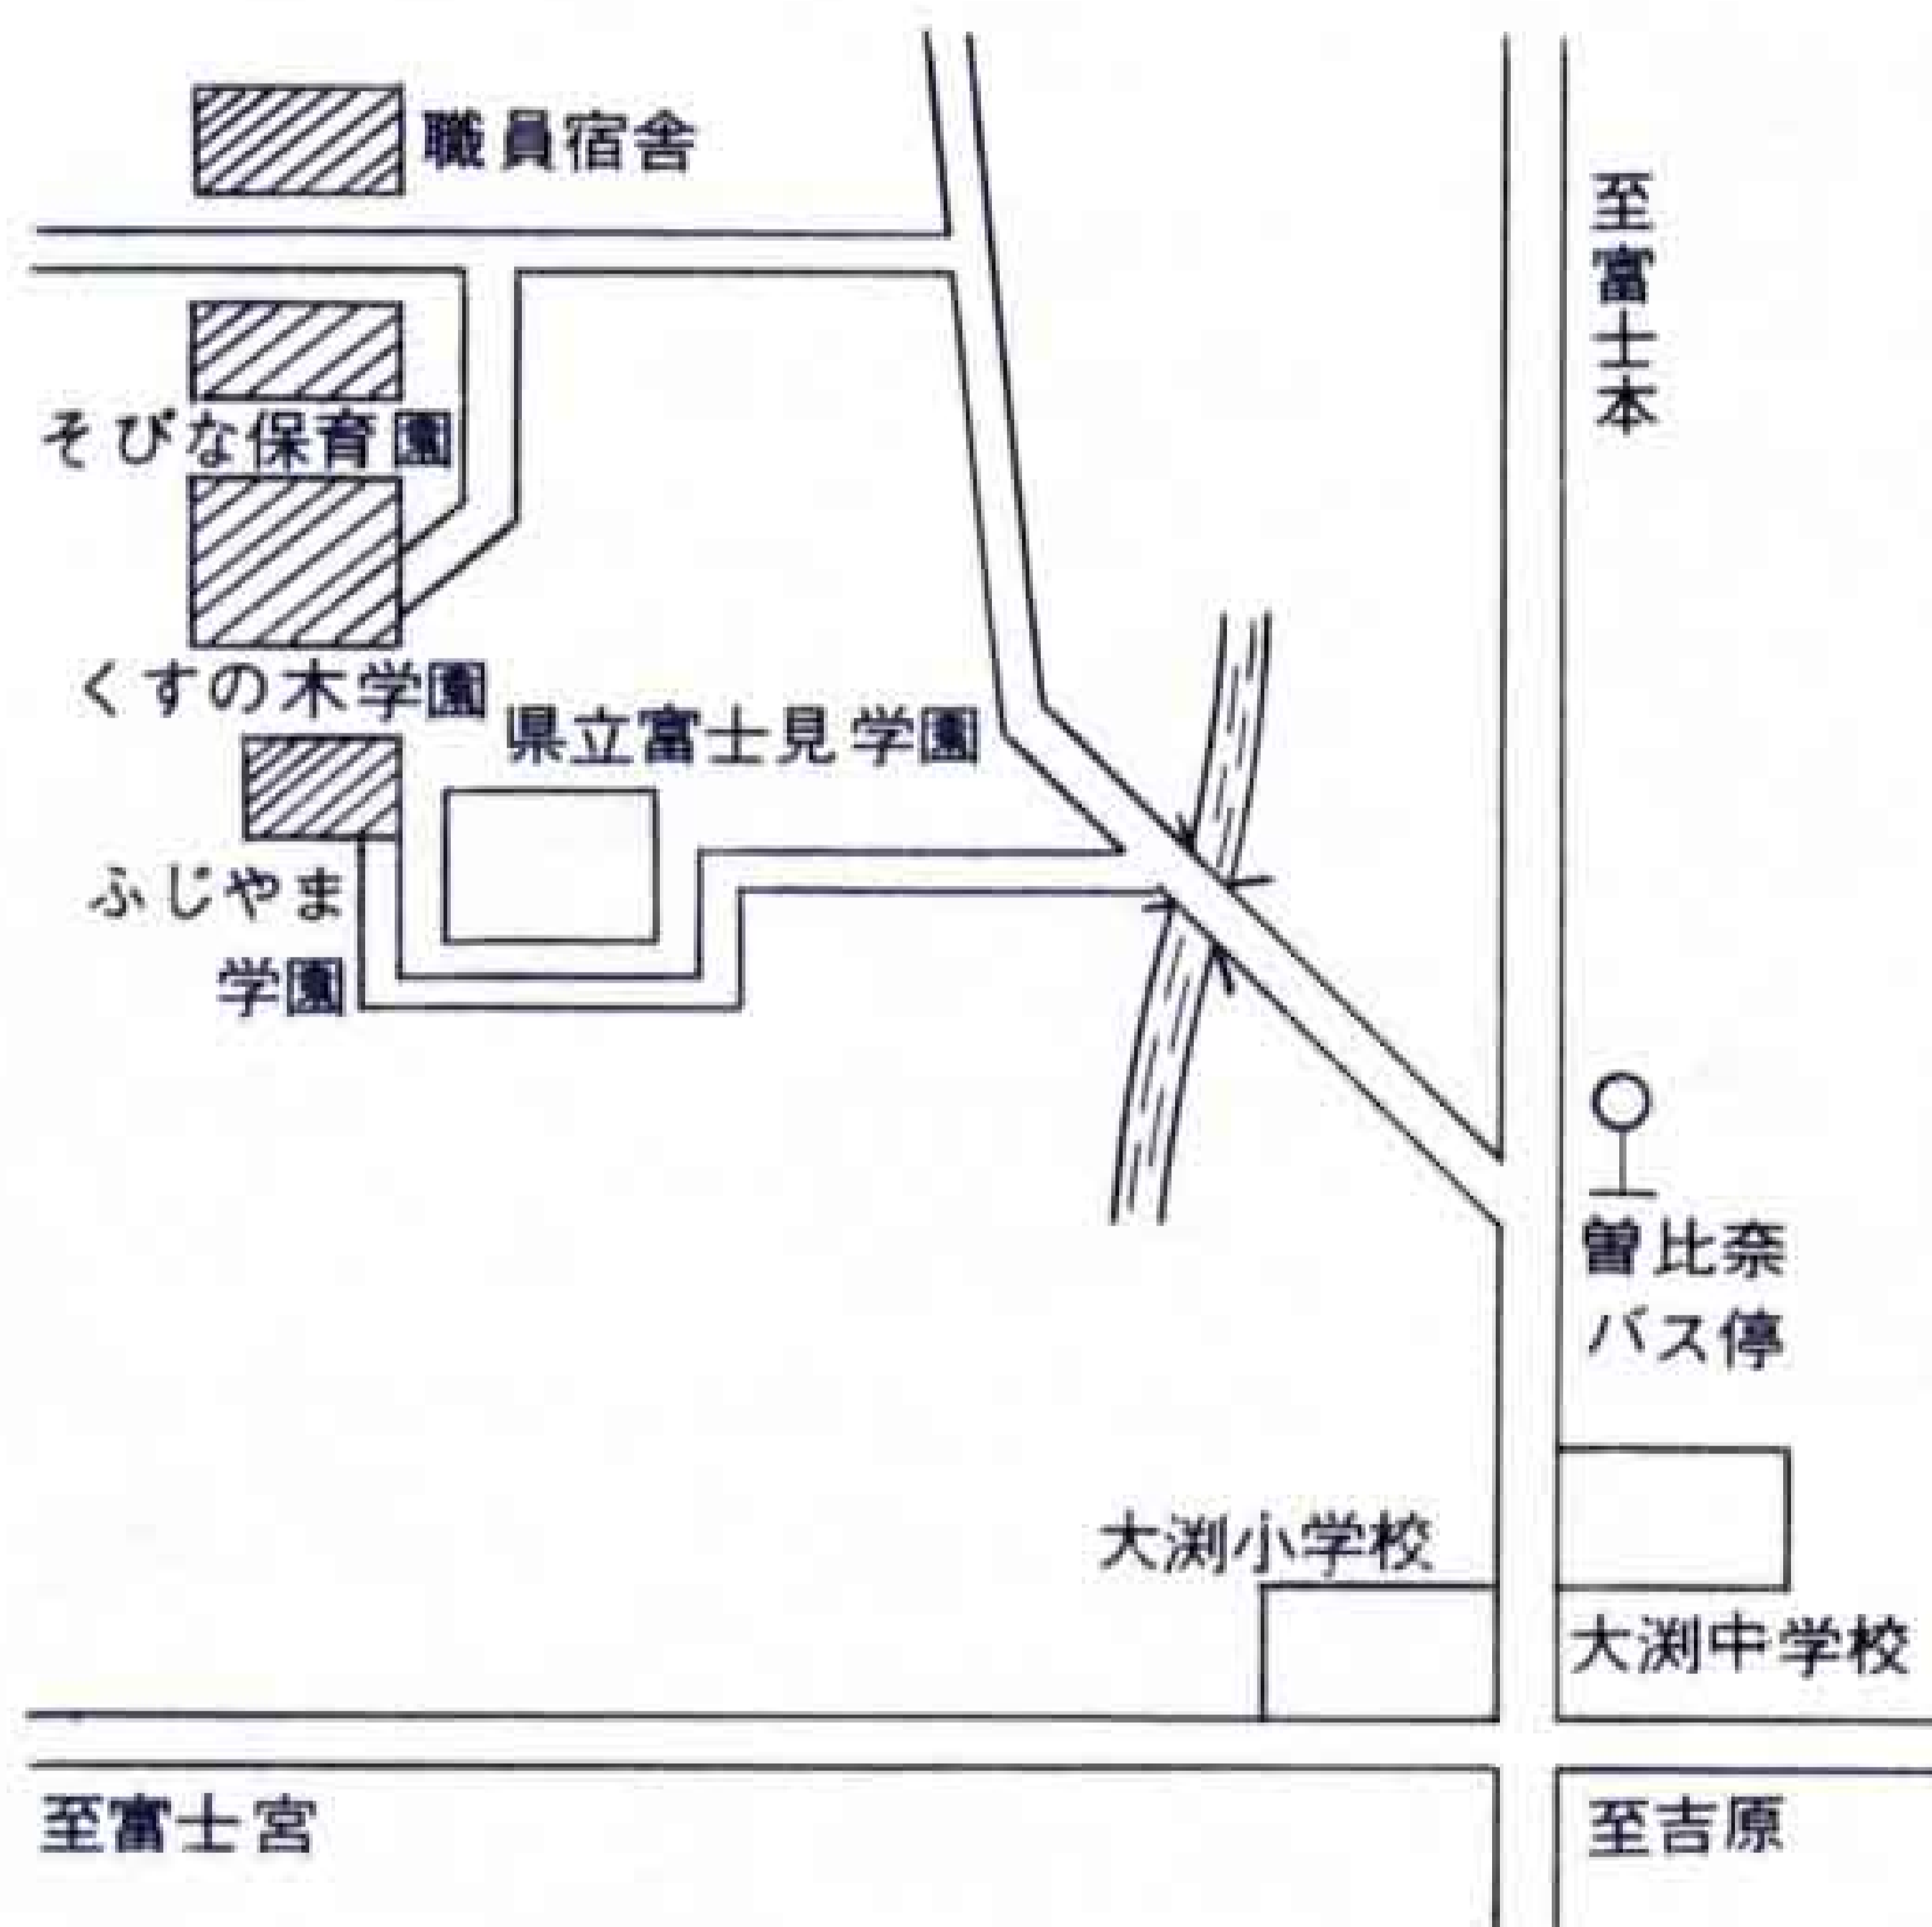 職員宿舎
至富士本
そびな保育園
くすの木学園
県立富士見学園
ふじやま
学園
曽比奈
バス停
大渕小学校
大渕中学校
至富士宮
至吉原